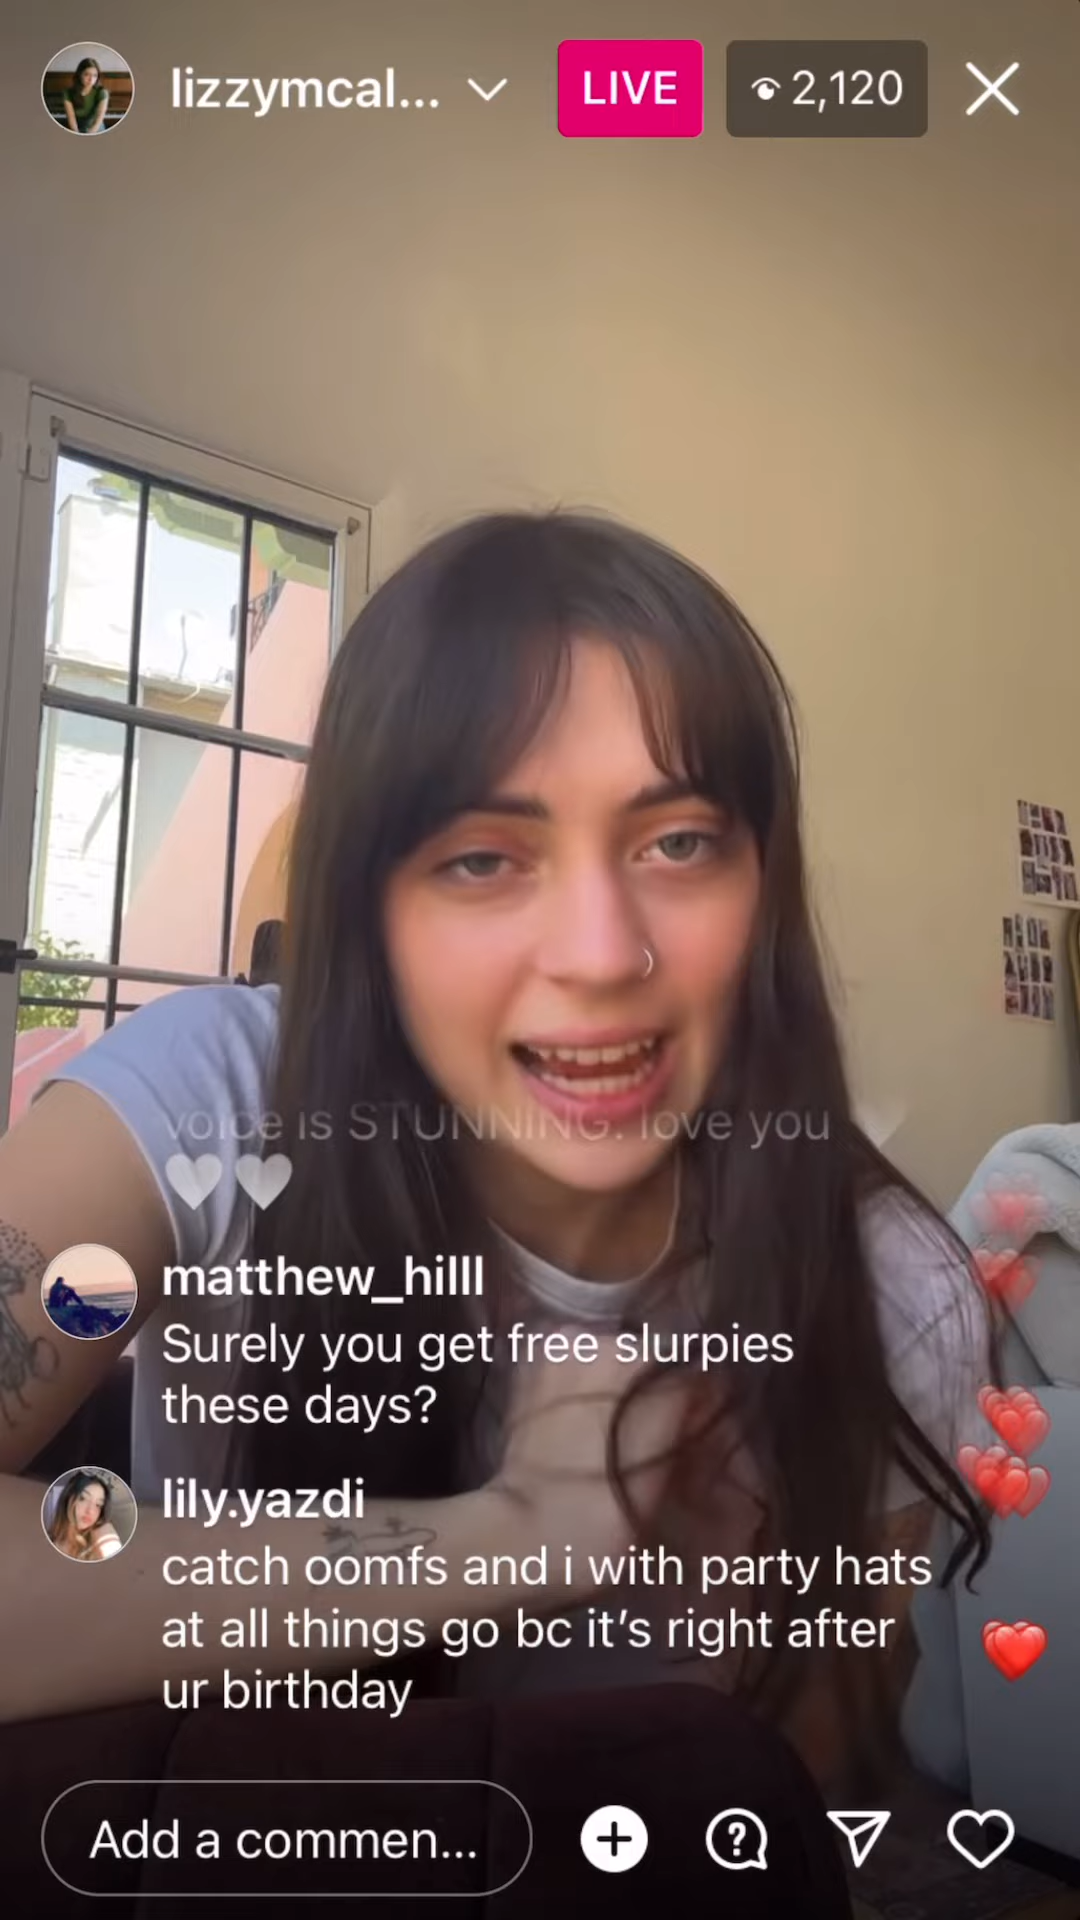 lizzymcal...
LIVE
2,120
voice is STUNNING. love you
🤍🤍
matthew_hilll
Surely you get free slurpies
these days?
lily.yazdi
catch oomfs and i with party hats
at all things go bc it’s right after
ur birthday
Add a commen...